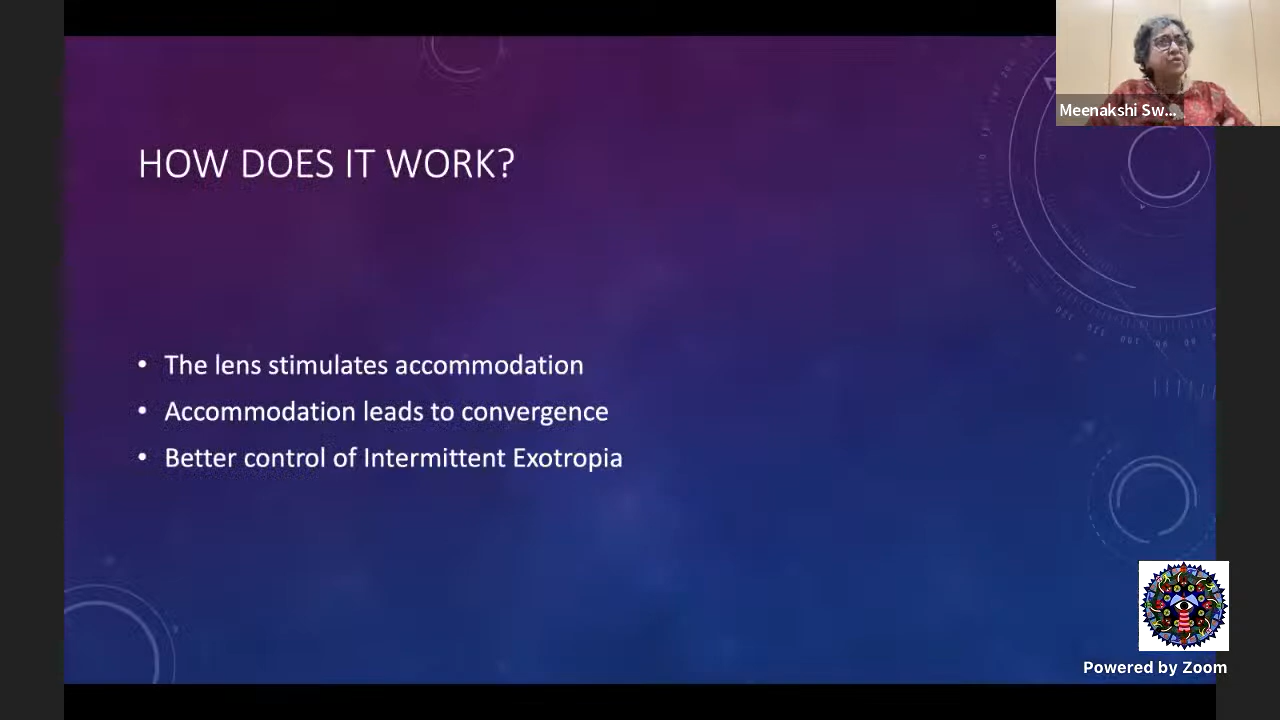 Meenakshi Sw...
HOW DOES IT WORK?
• The lens stimulates accommodation
• Accommodation leads to convergence
• Better control of Intermittent Exotropia
Powered by Zoom